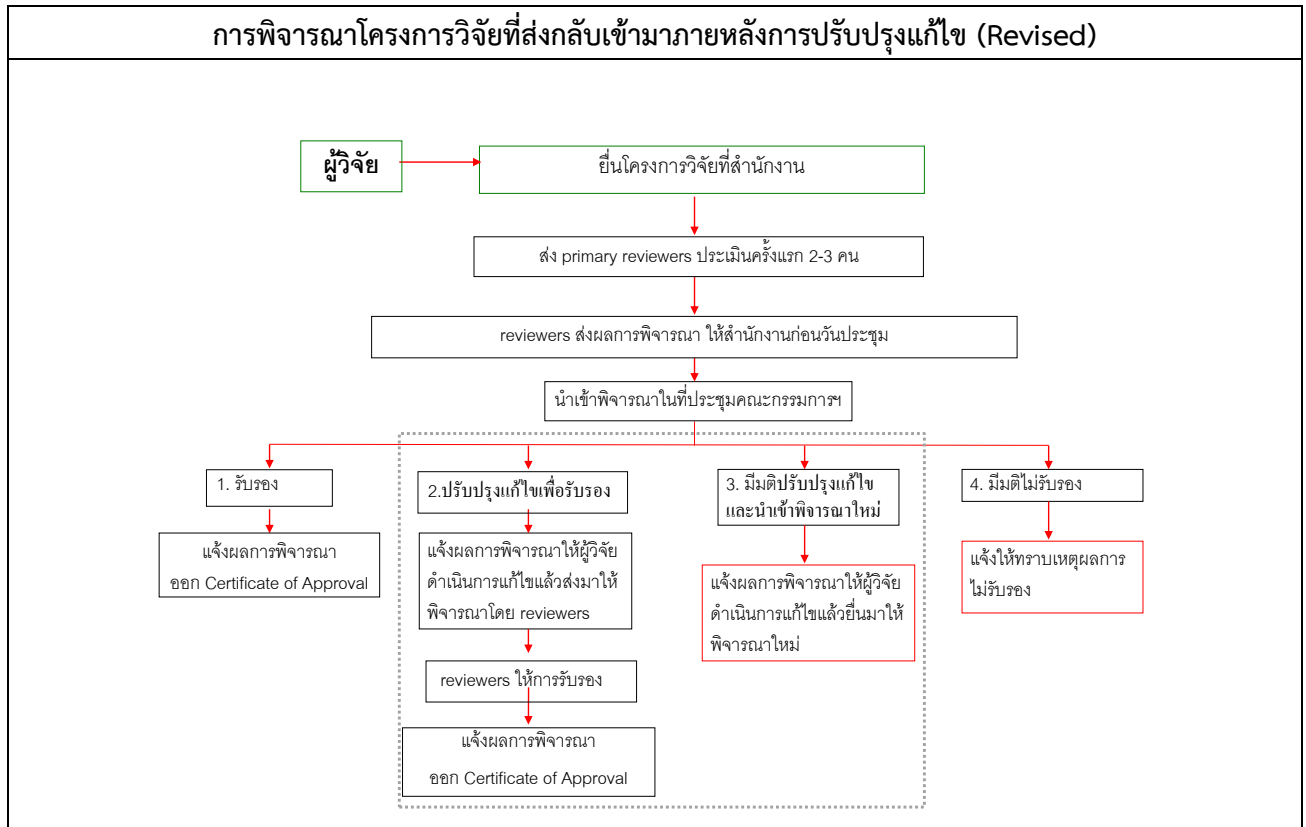 การพิจารณาโครงการวิจัยที่ส่งกลับเข้ามาภายหลังการปรับปรุงแก้ไข (Revised)
ผู้วิจัย
ยื่นโครงการวิจัยที่สำนักงาน
ส่ง primary reviewers ประเมินครั้งแรก 2-3 คน
reviewers ส่งผลการพิจารณา ให้สำนักงานก่อนวันประชุม
นำเข้าพิจารณาในที่ประชุมคณะกรรมการฯ
1. รับรอง
แจ้งผลการพิจารณา
ออก Certificate of Approval
2.ปรับปรุงแก้ไขเพื่อรับรอง
แจ้งผลการพิจารณาให้ผู้วิจัย
ดำเนินการแก้ไขแล้วส่งมาให้
พิจารณาโดย reviewers
reviewers ให้การรับรอง
แจ้งผลการพิจารณา
ออก Certificate of Approval
3. มีมติปรับปรุงแก้ไข
และนำเข้าพิจารณาใหม่
แจ้งผลการพิจารณาให้ผู้วิจัย
ดำเนินการแก้ไขแล้วยื่นมาให้
พิจารณาใหม่
4. มีมติไม่รับรอง
แจ้งให้ทราบเหตุผลการ
ไม่รับรอง